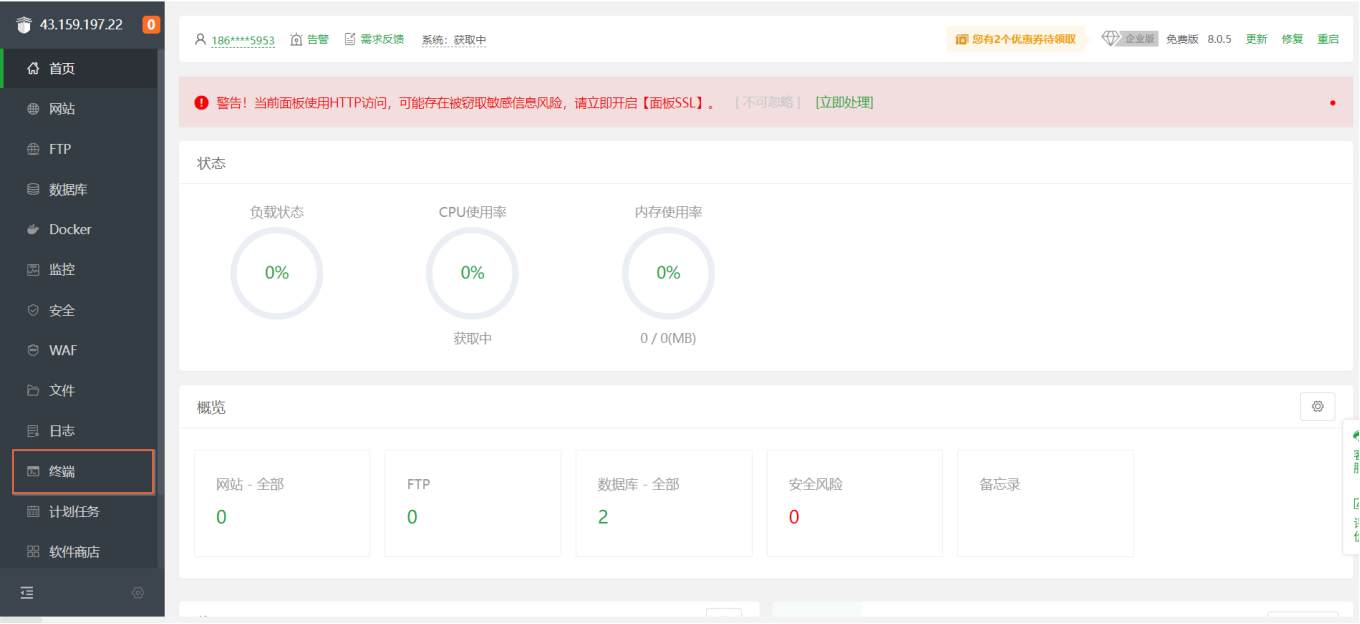 43.159.197.22 0
首页
网站
FTP
数据库
Docker
监控
安全
WAF
文件
日志
终端
计划任务
软件商店
186****5953 告警 需求反馈 系统: 获取中
您有2个优惠券待领取 企业版 免费版 8.0.5 更新 修复 重启
警告！当前面板使用HTTP访问，可能存在被窃取敏感信息风险，请立即开启【面板SSL】。 [ 不可忽略 ] [立即处理]
状态
负载状态 CPU使用率 内存使用率
0% 0% 0%
获取中 0 / 0(MB)
概览
网站 - 全部 FTP 数据库 - 全部 安全风险 备忘录
0 0 2 0